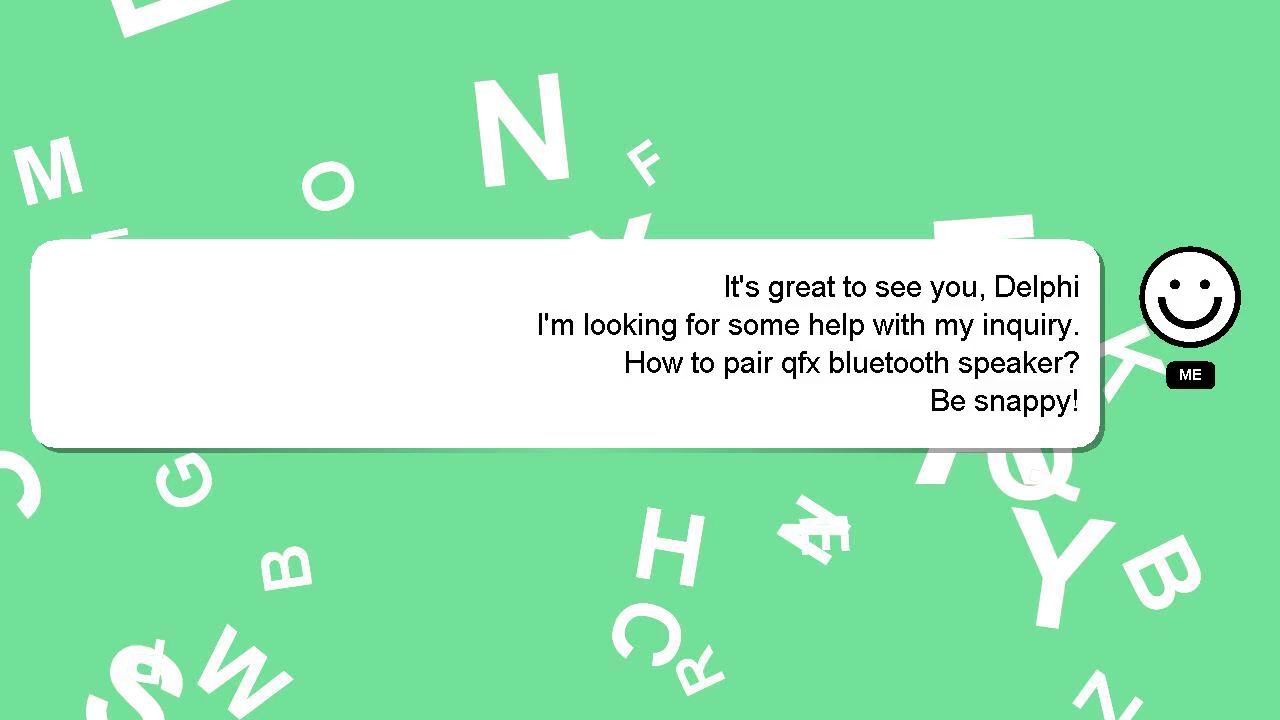 It's great to see you, Delphi
I'm looking for some help with my inquiry.
How to pair qfx bluetooth speaker?
Be snappy!
ME
N
M
O
F
K
G
Q
B
H
Y
B
C
R
W
S
N